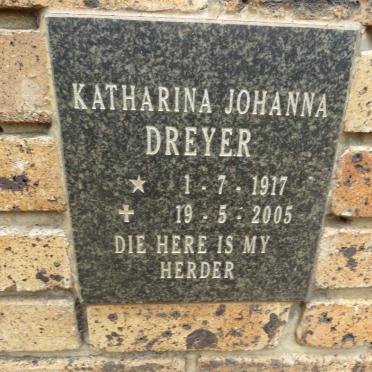 KATHARINA JOHANNA
DREYER
★ 1 - 7 - 1917
✝ 19 - 5 - 2005
DIE HERE IS MY
HERDER